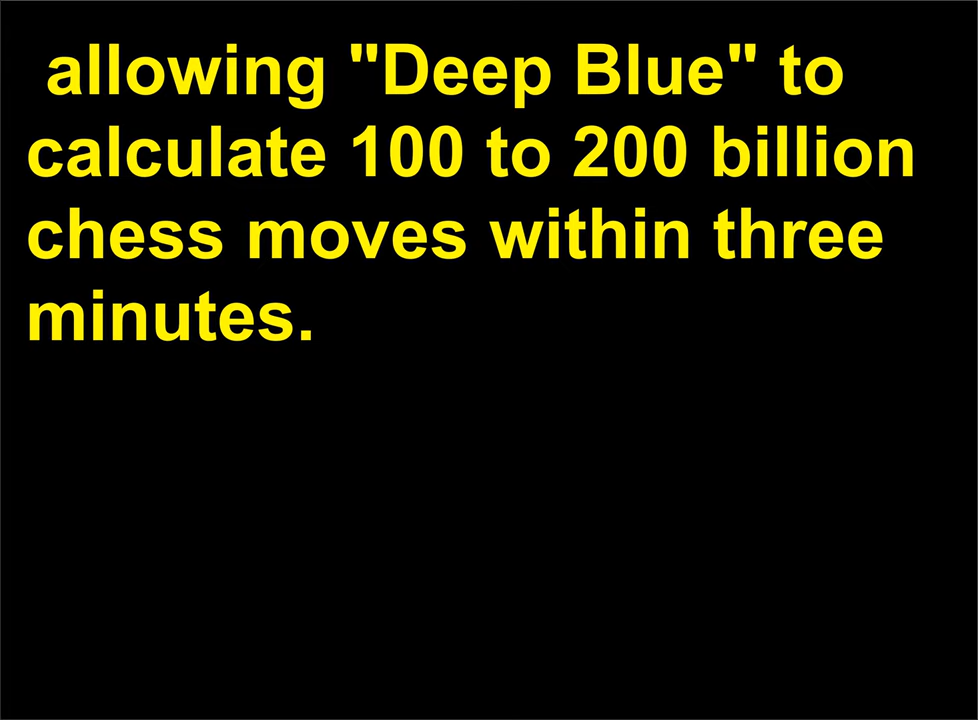 allowing "Deep Blue" to
calculate 100 to 200 billion
chess moves within three
minutes.